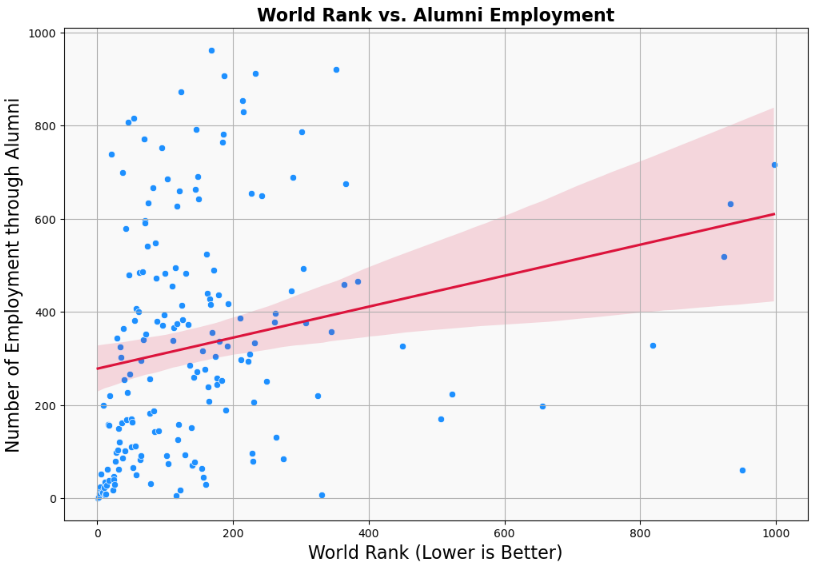 World Rank vs. Alumni Employment
Number of Employment through Alumni
1000
800
600
400
200
0
0 200 400 600 800 1000
World Rank (Lower is Better)